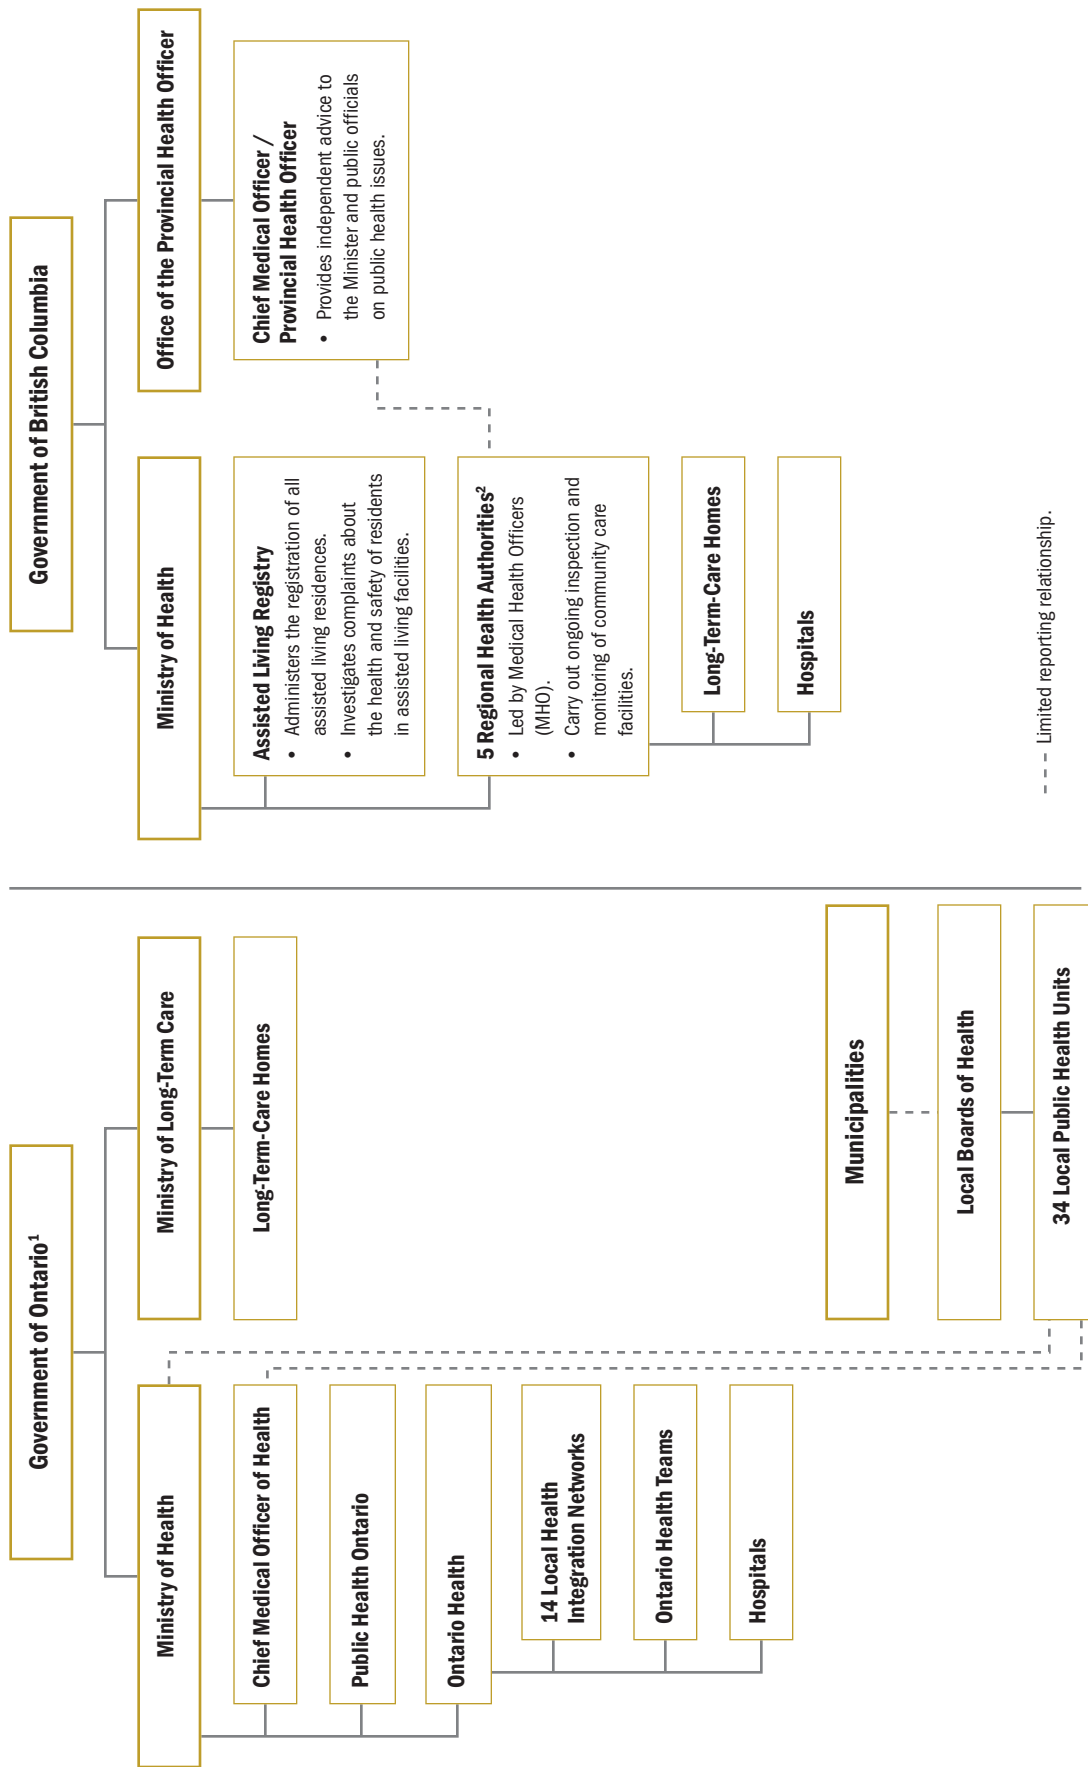 Government of Ontario¹
Ministry of Health
Chief Medical Officer of Health
Public Health Ontario
Ontario Health
14 Local Health
Integration Networks
Ontario Health Teams
Hospitals
Ministry of Long-Term Care
Long-Term-Care Homes
Municipalities
Local Boards of Health
34 Local Public Health Units
Government of British Columbia
Ministry of Health
Assisted Living Registry
• Administers the registration of all
assisted living residences.
• Investigates complaints about
the health and safety of residents
in assisted living facilities.
5 Regional Health Authorities²
• Led by Medical Health Officers
(MHO).
• Carry out ongoing inspection and
monitoring of community care
facilities.
Long-Term-Care Homes
Hospitals
Office of the Provincial Health Officer
Chief Medical Officer /
Provincial Health Officer
• Provides independent advice to
the Minister and public officials
on public health issues.
Limited reporting relationship.